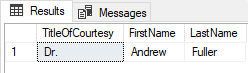 Results Messages
TitleOfCourtesy FirstName LastName
1 Dr. Andrew Fuller